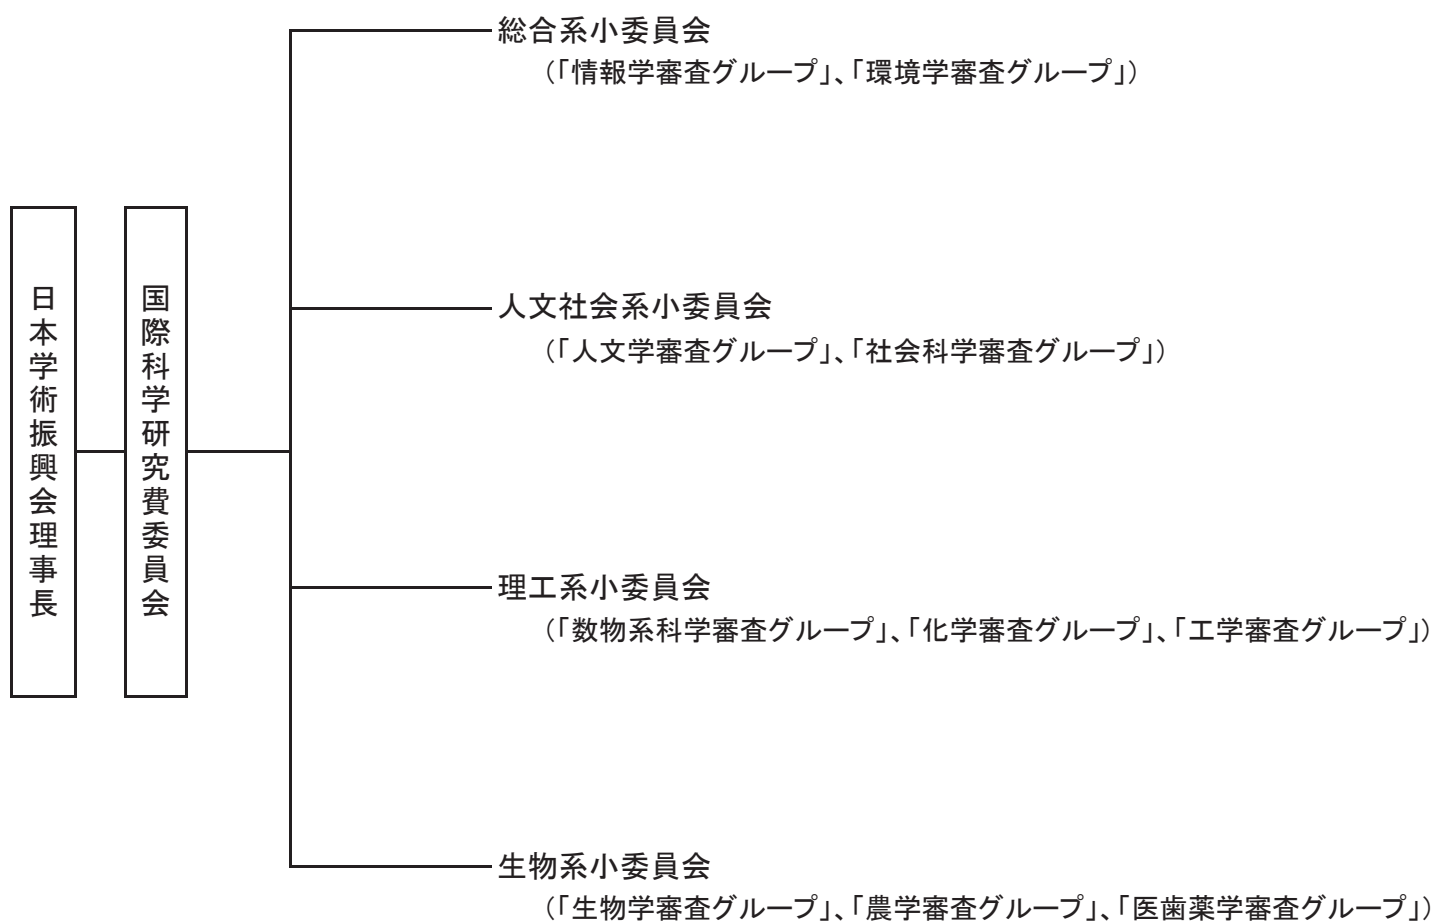 日本学術振興会理事長
国際科学研究費委員会
総合系小委員会
（「情報学審査グループ」、「環境学審査グループ」）
人文社会系小委員会
（「人文学審査グループ」、「社会科学審査グループ」）
理工系小委員会
（「数物系科学審査グループ」、「化学審査グループ」、「工学審査グループ」）
生物系小委員会
（「生物学審査グループ」、「農学審査グループ」、「医歯薬学審査グループ」）